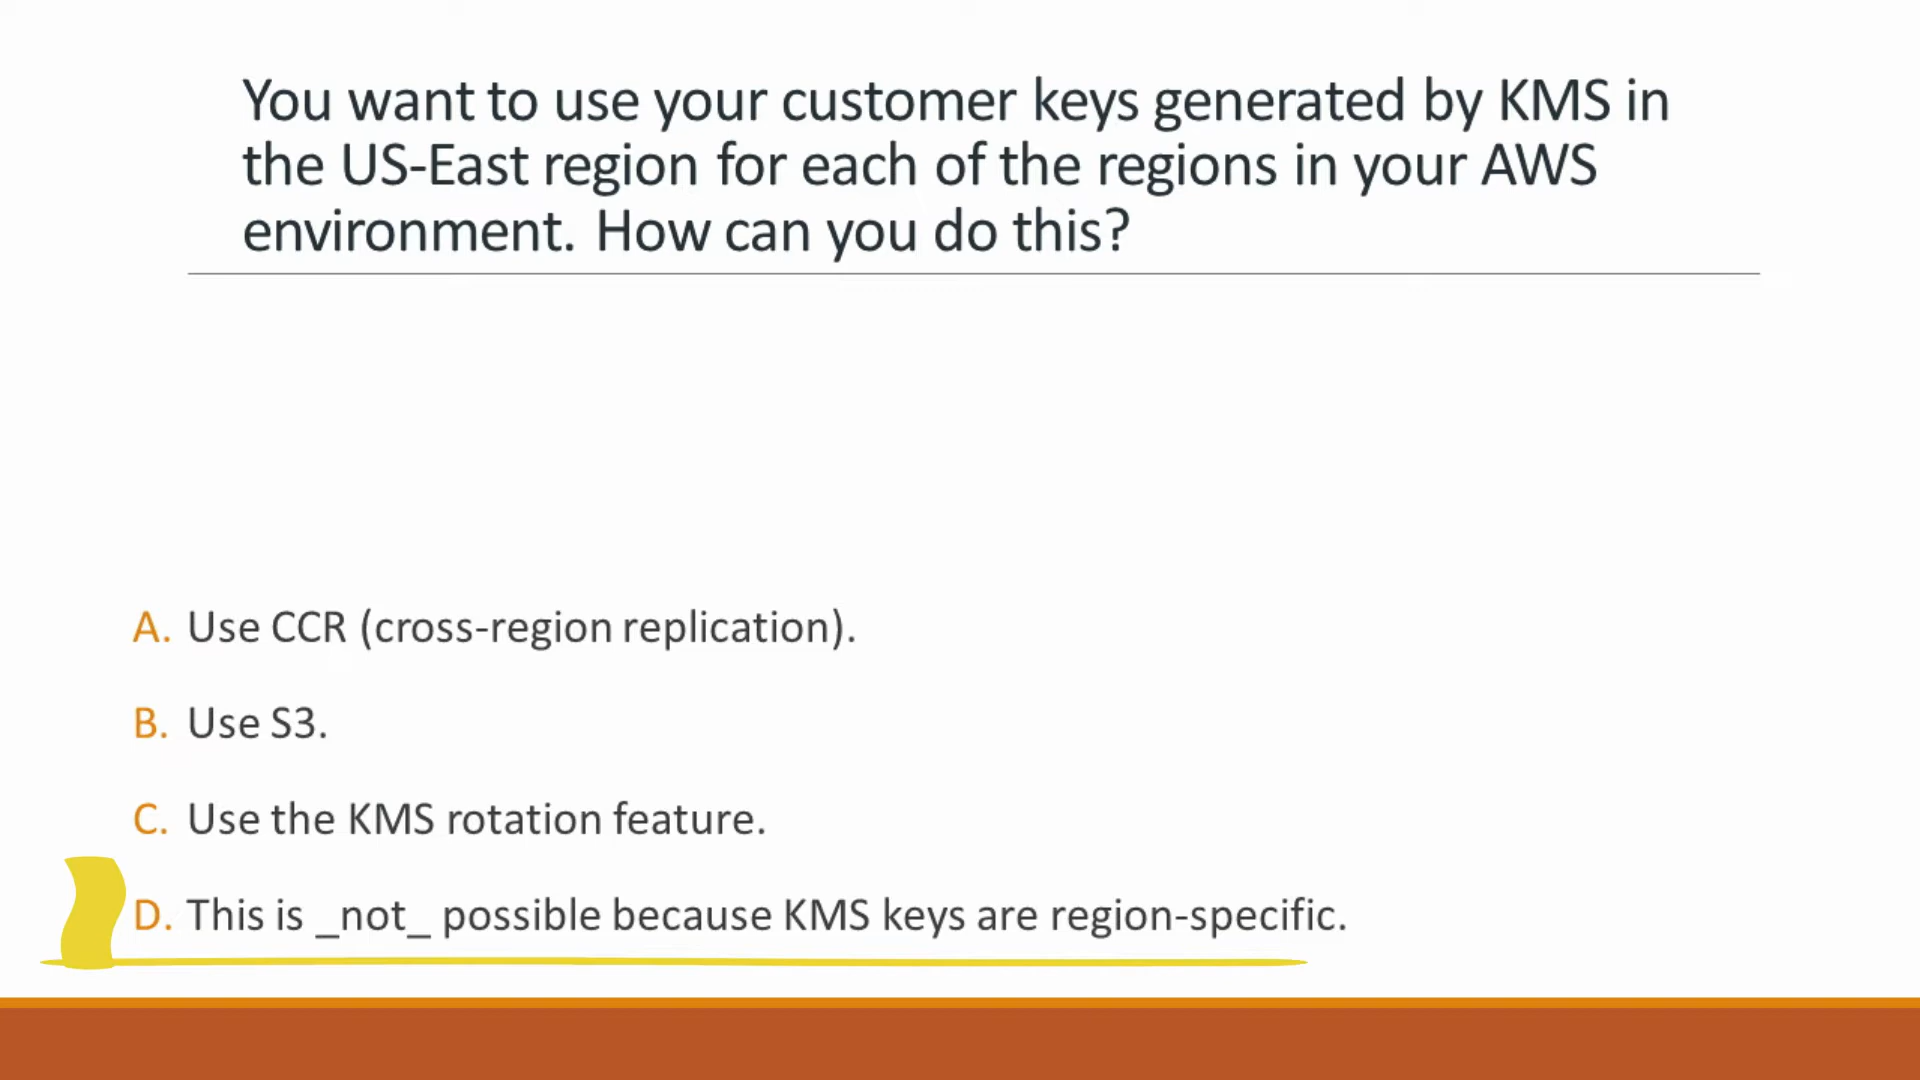 You want to use your customer keys generated by KMS in
the US-East region for each of the regions in your AWS
environment. How can you do this?
A. Use CCR (cross-region replication).
B. Use S3.
C. Use the KMS rotation feature.
D. This is _not_ possible because KMS keys are region-specific.